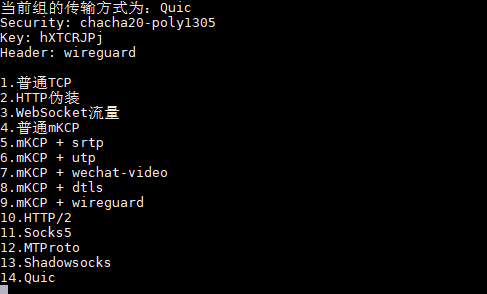 当前组的传输方式为：Quic
Security: chacha20-poly1305
Key: hXTCRJPj
Header: wireguard
1.普通TCP
2.HTTP伪装
3.WebSocket流量
4.普通mKCP
5.mKCP + srtp
6.mKCP + utp
7.mKCP + wechat-video
8.mKCP + dtls
9.mKCP + wireguard
10.HTTP/2
11.Socks5
12.MTProto
13.Shadowsocks
14.Quic